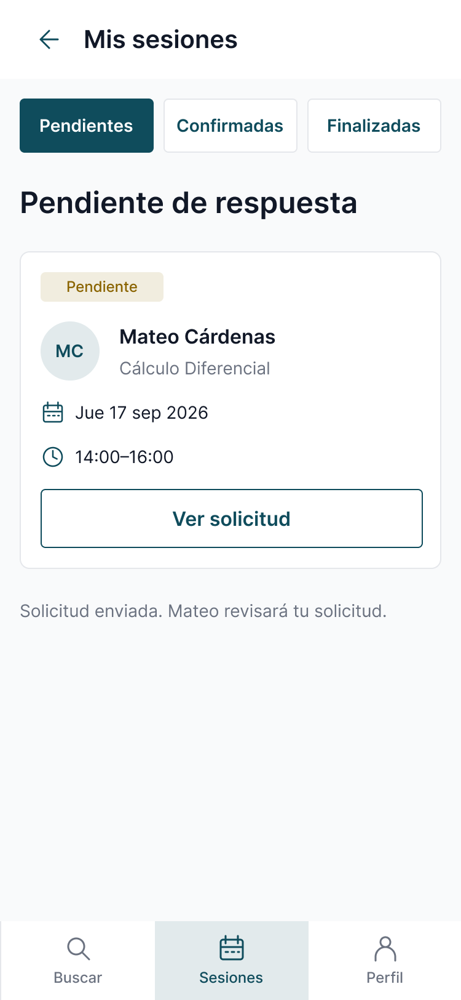 Mis sesiones
Pendientes
Confirmadas
Finalizadas
Pendiente de respuesta
Pendiente
MC
Mateo Cárdenas
Cálculo Diferencial
Jue 17 sep 2026
14:00–16:00
Ver solicitud
Solicitud enviada. Mateo revisará tu solicitud.
Buscar
Sesiones
Perfil